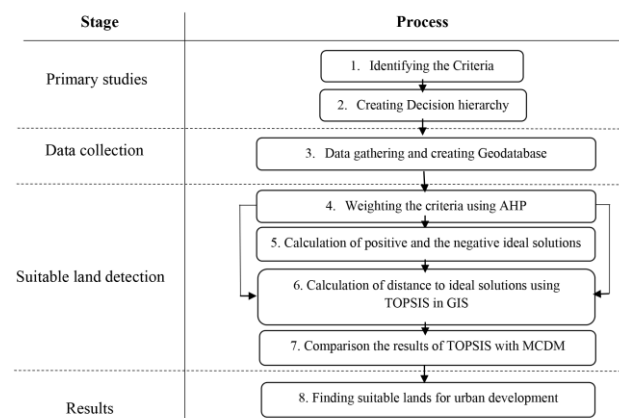 Stage
Process
Primary studies
1. Identifying the Criteria
2. Creating Decision hierarchy
Data collection
3. Data gathering and creating Geodatabase
Suitable land detection
4. Weighting the criteria using AHP
5. Calculation of positive and the negative ideal solutions
6. Calculation of distance to ideal solutions using
TOPSIS in GIS
7. Comparison the results of TOPSIS with MCDM
Results
8. Finding suitable lands for urban development